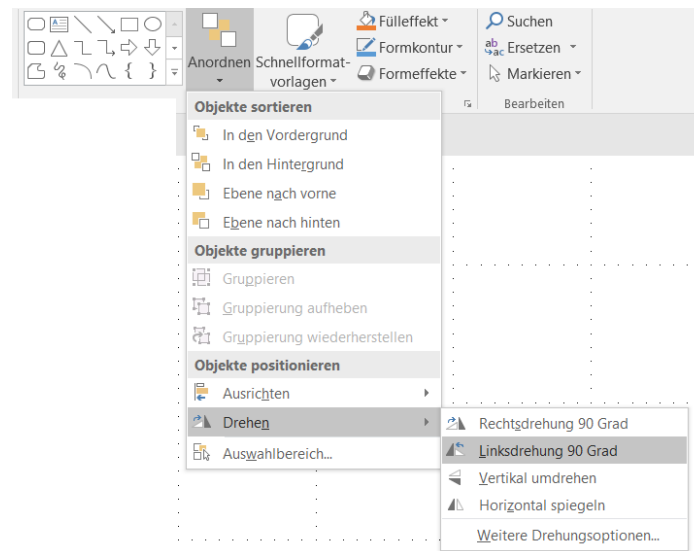 Anordnen
Schnellformat-
vorlagen
Fülleffekt
Formkontur
Formeffekte
Suchen
Ersetzen
Markieren
Bearbeiten
Objekte sortieren
In den Vordergrund
In den Hintergrund
Ebene nach vorne
Ebene nach hinten
Objekte gruppieren
Gruppieren
Gruppierung aufheben
Gruppierung wiederherstellen
Objekte positionieren
Ausrichten
Drehen
Auswahlbereich...
Rechtsdrehung 90 Grad
Linksdrehung 90 Grad
Vertikal umdrehen
Horizontal spiegeln
Weitere Drehungsoptionen...